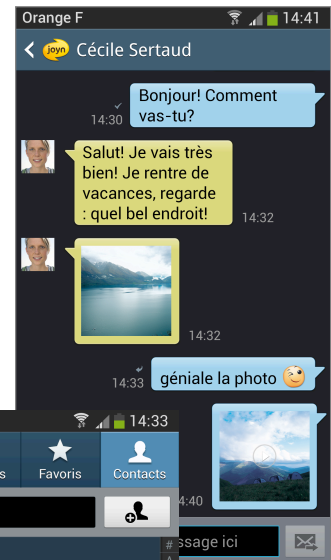 Orange F 14:41
joyn Cécile Sertaud
Bonjour! Comment
vas-tu?
14:30
Salut! Je vais très
bien! Je rentre de
vacances, regarde
: quel bel endroit!
14:32
14:32
géniale la photo
14:33
4:40
14:33
s Favoris Contacts
#
A
ssage ici